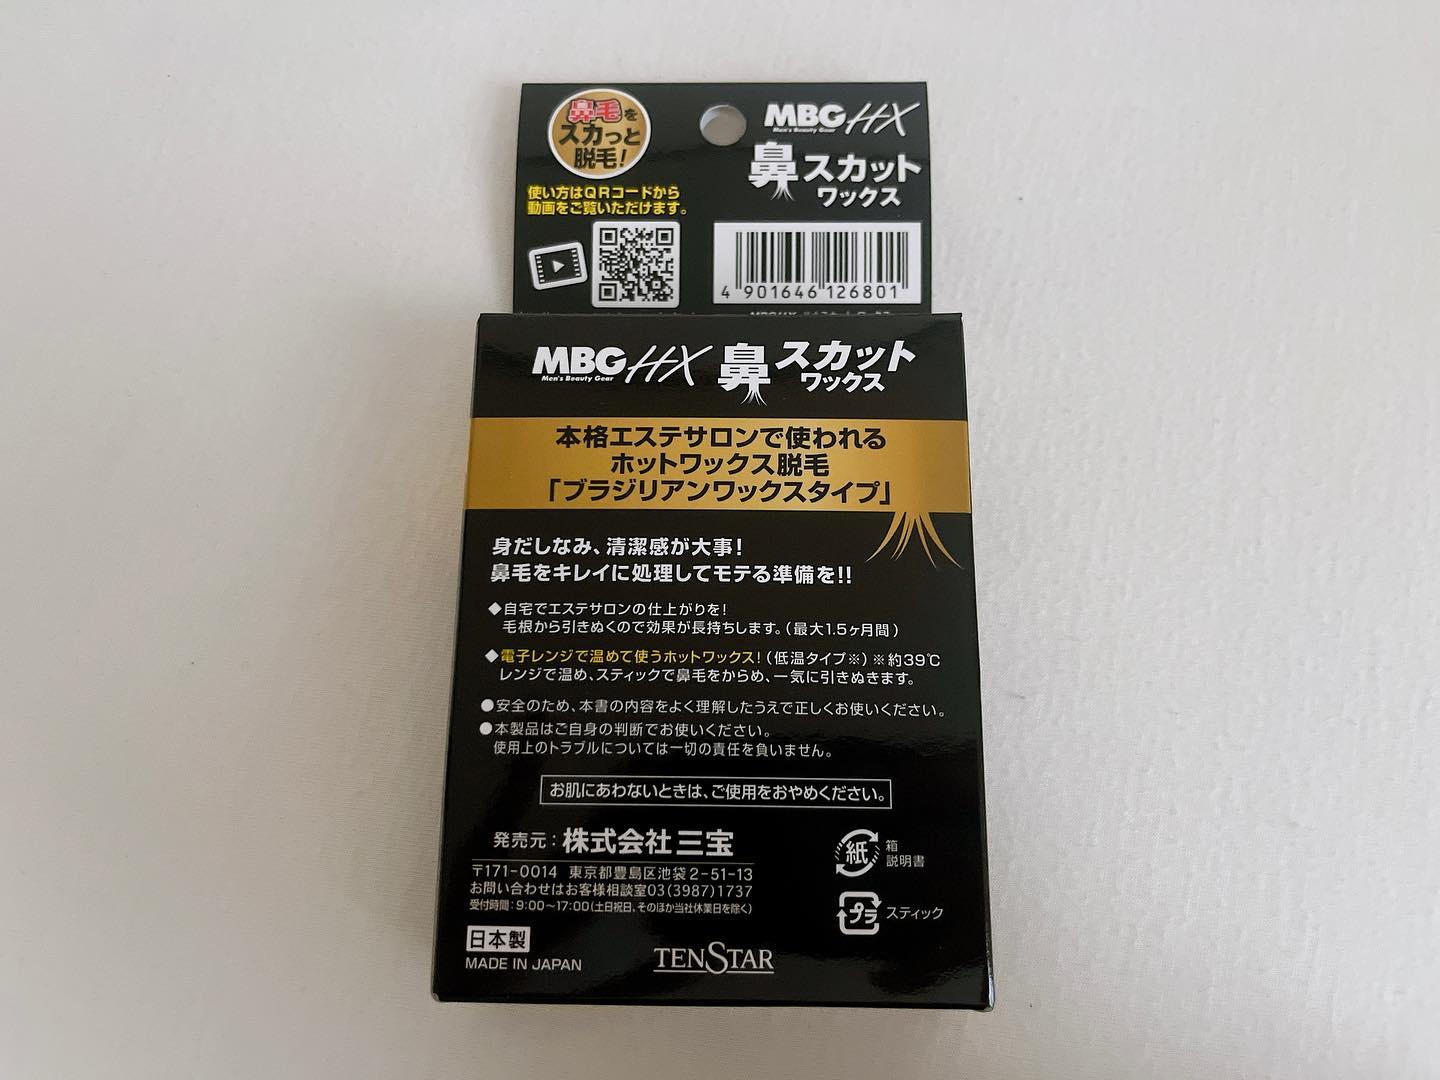 鼻毛を
スカっと
脱毛!
使い方はQRコードから
動画をご覧いただけます。
MBG HX
Men's Beauty Gear
鼻スカット
ワックス
4 901646 126801
MBG HX 鼻スカット
Men's Beauty Gear
ワックス
本格エステサロンで使われる
ホットワックス脱毛
「ブラジリアンワックスタイプ」
身だしなみ、清潔感が大事!
鼻毛をキレイに処理してモテる準備を!!
◆自宅でエステサロンの仕上がりを!
毛根から引きぬくので効果が長持ちします。(最大1.5ヶ月間)
◆電子レンジで温めて使うホットワックス!(低温タイプ※)※約39℃
レンジで温め、スティックで鼻毛をからめ、一気に引きぬきます。
●安全のため、本書の内容をよく理解したうえで正しくお使いください。
●本製品はご自身の判断でお使いください。
使用上のトラブルについては一切の責任を負いません。
お肌にあわないときは、ご使用をおやめください。
発売元:株式会社三宝
〒171-0014 東京都豊島区池袋2-51-13
お問い合わせはお客様相談室03(3987)1737
受付時間:9:00〜17:00(土日祝日、そのほか当社休業日を除く)
紙 箱
説明書
プラ スティック
日本製
MADE IN JAPAN
TENSTAR